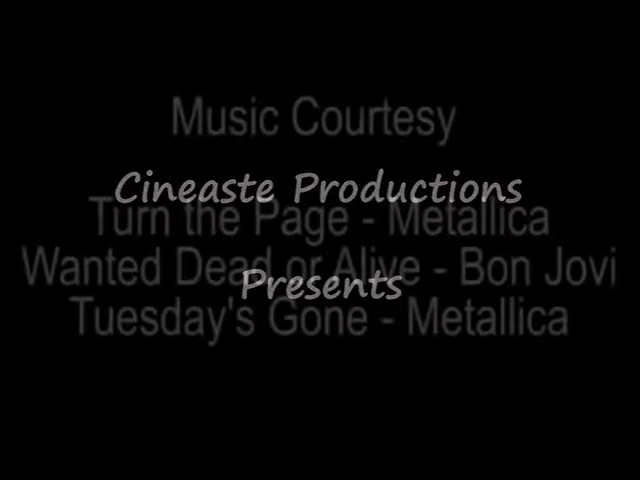 Music Courtesy
Cineaste Productions
Turn the Page - Metallica
Wanted Dead or Alive - Bon Jovi
Presents
Tuesday's Gone - Metallica